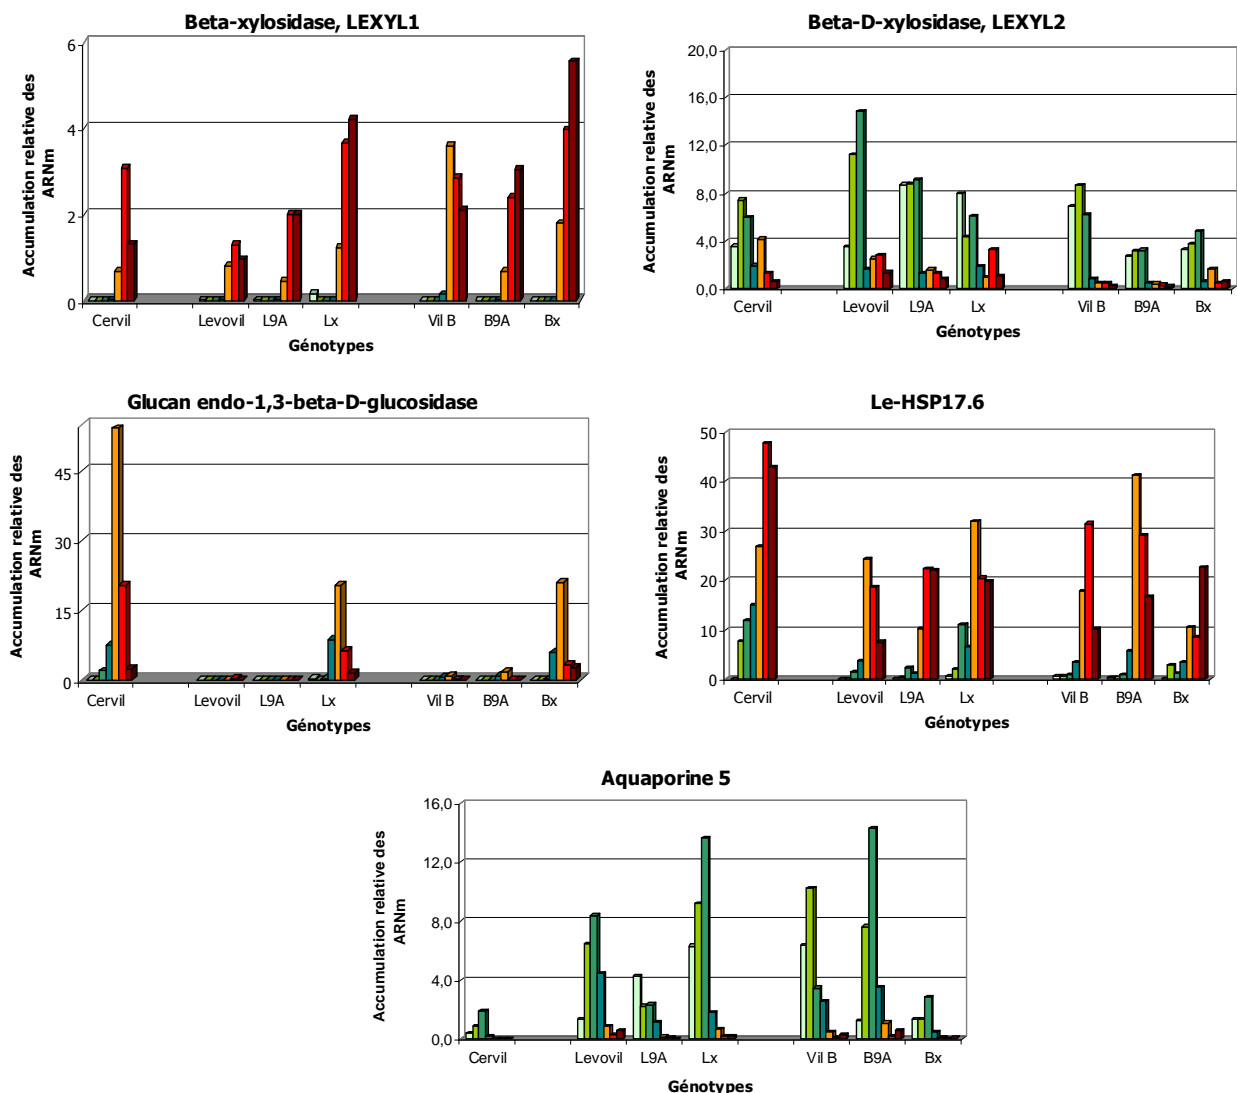 Beta-xylosidase, LEXYL1
Accumulation relative des
ARNm
6
4
2
0
Cervil Levovil L9A Lx Vil B B9A Bx
Génotypes
Beta-D-xylosidase, LEXYL2
Accumulation relative des
ARNm
20,0
16,0
12,0
8,0
4,0
0,0
Cervil Levovil L9A Lx Vil B B9A Bx
Génotypes
Glucan endo-1,3-beta-D-glucosidase
Accumulation relative des
ARNm
45
30
15
0
Cervil Levovil L9A Lx Vil B B9A Bx
Génotypes
Le-HSP17.6
Accumulation relative des
ARNm
50
40
30
20
10
0
Cervil Levovil L9A Lx Vil B B9A Bx
Génotypes
Aquaporine 5
Accumulation relative des
ARNm
16,0
12,0
8,0
4,0
0,0
Cervil Levovil L9A Lx Vil B B9A Bx
Génotypes